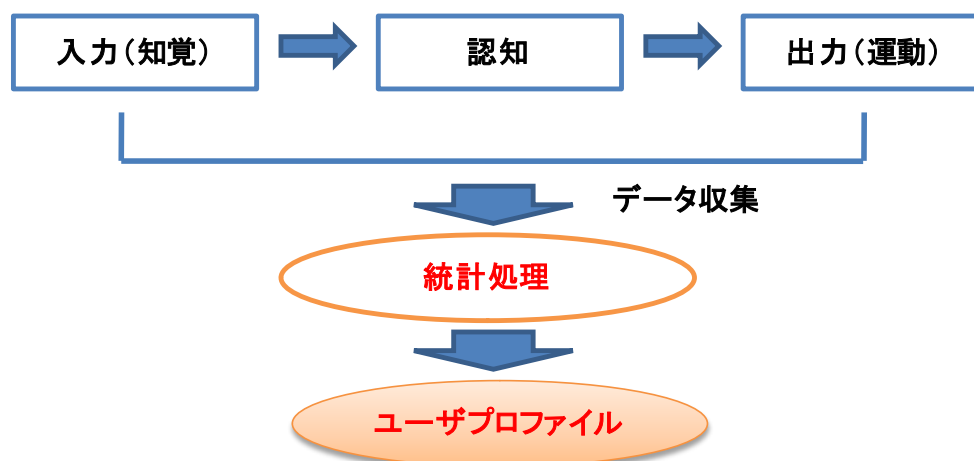 入力（知覚）
認知
出力（運動）
データ収集
統計処理
ユーザプロファイル